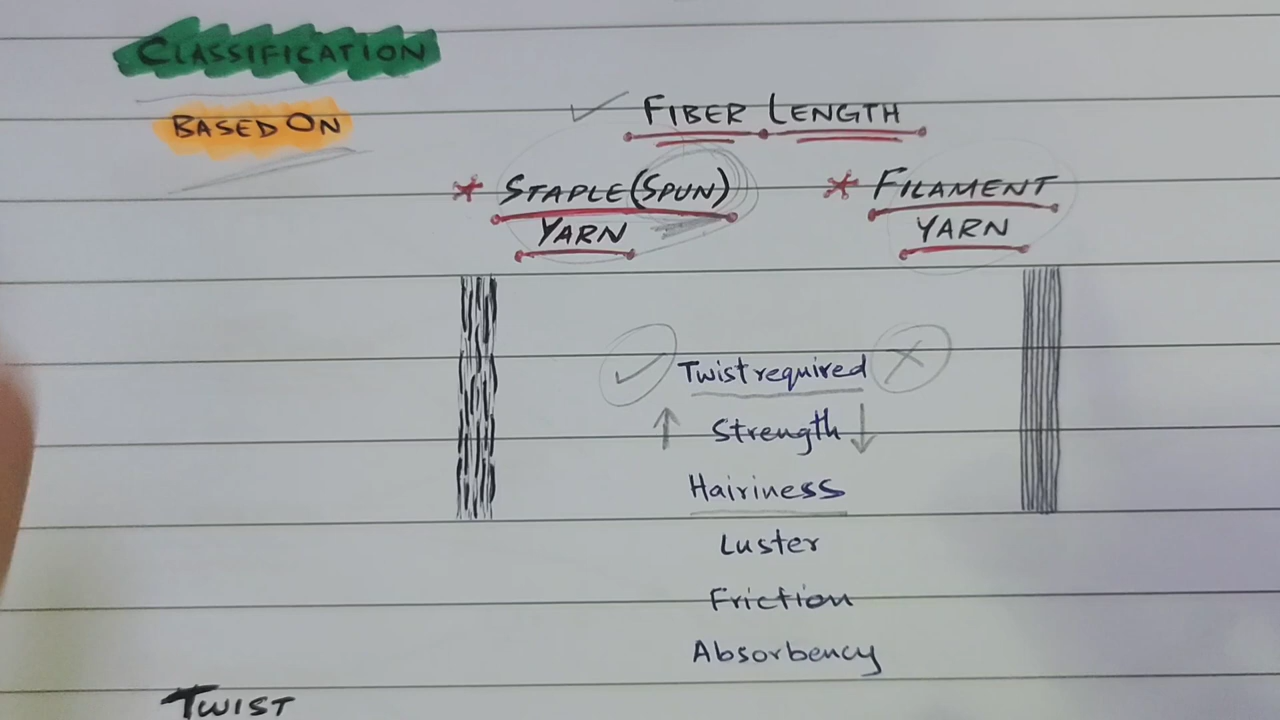 CLASSIFICATION
BASED ON
FIBER LENGTH
* STAPLE (SPUN) YARN
* FILAMENT YARN
Twist required
Strength
Hairiness
Luster
Friction
Absorbency
TWIST